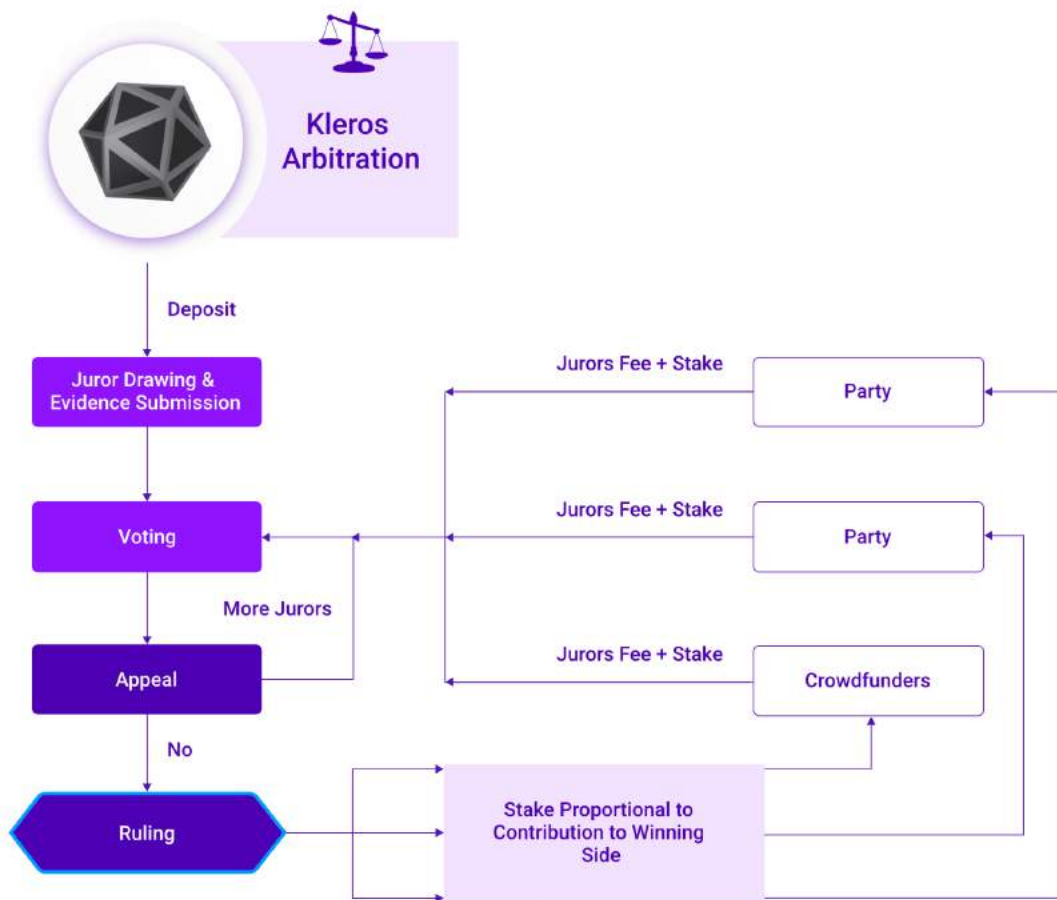 Kleros
Arbitration
Deposit
Juror Drawing &
Evidence Submission
Jurors Fee + Stake
Party
Voting
Jurors Fee + Stake
Party
More Jurors
Appeal
Jurors Fee + Stake
Crowdfunders
No
Ruling
Stake Proportional to
Contribution to Winning
Side